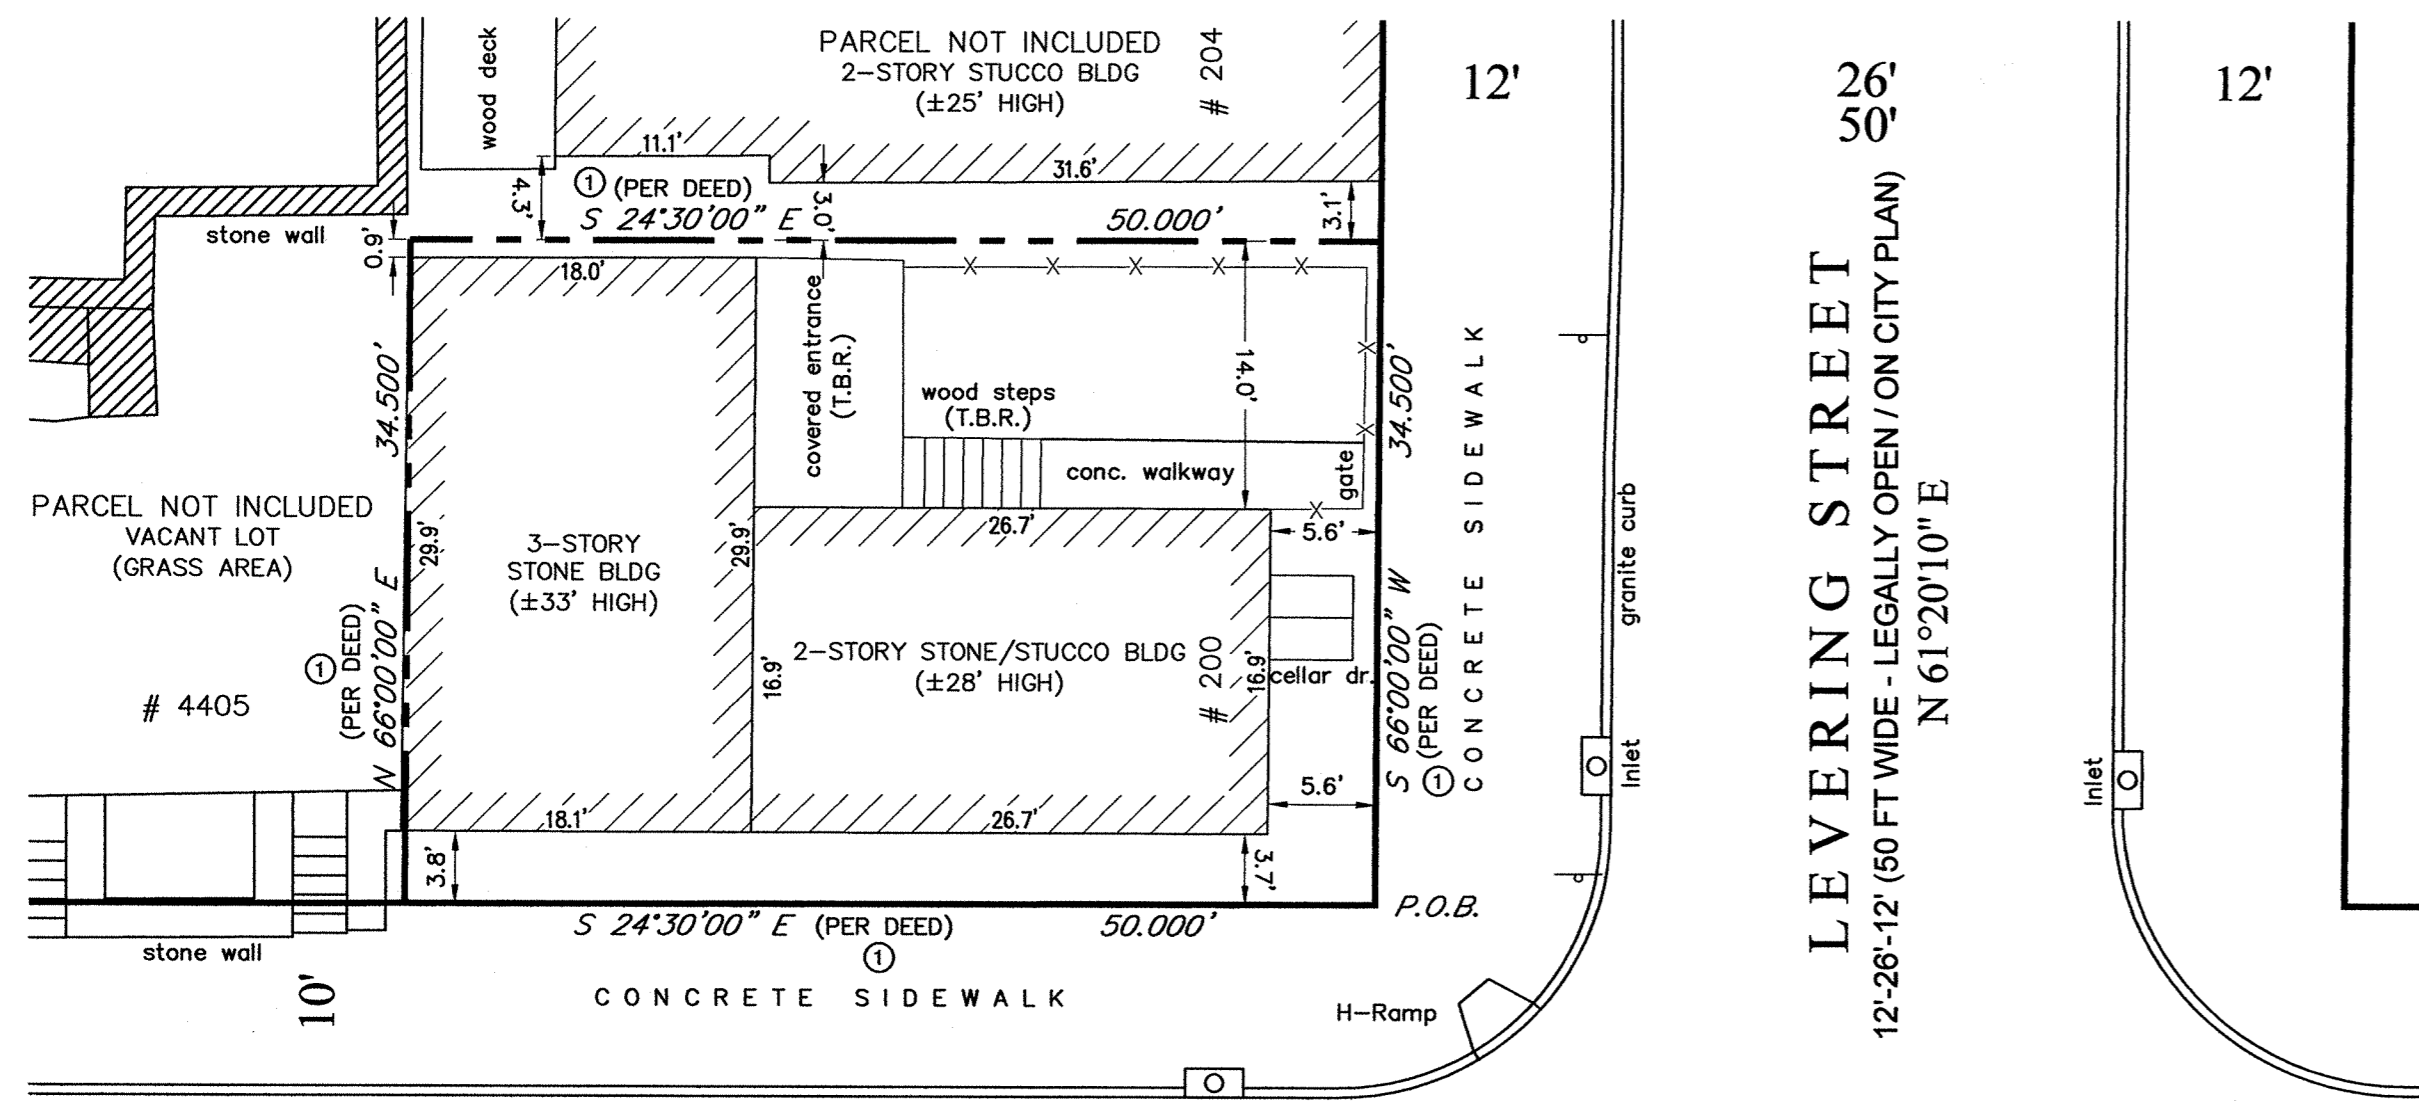 PARCEL NOT INCLUDED
2-STORY STUCCO BLDG
(±25' HIGH)
# 204
wood deck
12'
26'
50'
12'
11.1'
31.6'
4.3'
① (PER DEED)
S 24°30'00" E
3.0'
50.000'
3.1'
stone wall
0.9'
18.0'
covered entrance
(T.B.R.)
14.0'
wood steps
(T.B.R.)
conc. walkway
gate
34.500'
34.500'
PARCEL NOT INCLUDED
VACANT LOT
(GRASS AREA)
# 4405
① (PER DEED)
N 66°00'00" E
29.9'
3-STORY
STONE BLDG
(±33' HIGH)
29.9'
26.7'
5.6'
16.9'
2-STORY STONE/STUCCO BLDG
(±28' HIGH)
# 200
16.9'
cellar dr.
S 66°00'00" W
① (PER DEED)
CONCRETE SIDEWALK
granite curb
Inlet
LEVERING STREET
12'-26'-12' (50 FT WIDE - LEGALLY OPEN / ON CITY PLAN)
N 61°20'10" E
Inlet
5.6'
18.1'
26.7'
3.8'
3.7'
P.O.B.
S 24°30'00" E (PER DEED)
50.000'
①
stone wall
10'
CONCRETE SIDEWALK
H-Ramp